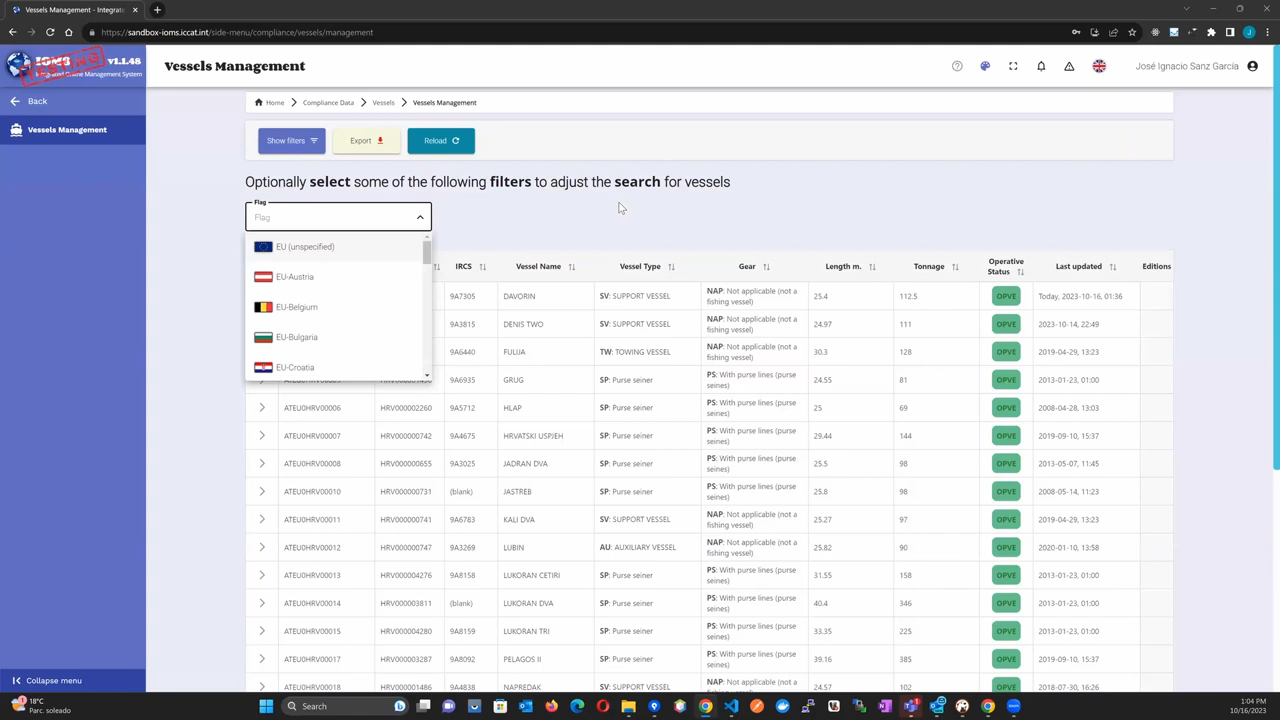 Vessels Management - Integrate
https://sandbox-ioms.iccat.int/side-menu/compliance/vessels/management
J
IOMS v1.1.48
TESTING
Integrated Online Management System
Vessels Management
José Ignacio Sanz García
Back
Vessels Management
Collapse menu
Home > Compliance Data > Vessels > Vessels Management
Show filters
Export
Reload
Optionally select some of the following filters to adjust the search for vessels
Flag
Flag
EU (unspecified)
EU-Austria
EU-Belgium
EU-Bulgaria
EU-Croatia
IRCS Vessel Name Vessel Type Gear Length m. Tonnage Operative Status Last updated Editions
9A7305 DAVORIN SV: SUPPORT VESSEL NAP: Not applicable (not a fishing vessel) 25.4 112.5 OPVE Today, 2023-10-16, 01:36
9A3815 DENIS TWO SV: SUPPORT VESSEL NAP: Not applicable (not a fishing vessel) 24.97 111 OPVE 2023-10-14, 22:49
9A6440 FULIJA TW: TOWING VESSEL NAP: Not applicable (not a fishing vessel) 30.3 128 OPVE 2019-04-29, 13:23
9A6935 GRUG SP: Purse seiner PS: With purse lines (purse seines) 24.55 81 OPVE 2013-01-23, 01:00
ATEU0HRV00006 HRV000002260 9A5712 HLAP SP: Purse seiner PS: With purse lines (purse seines) 25 69 OPVE 2008-04-28, 13:03
ATEU0HRV00007 HRV000000742 9A4675 HRVATSKI USPJEH SP: Purse seiner PS: With purse lines (purse seines) 29.44 144 OPVE 2019-09-10, 15:37
ATEU0HRV00008 HRV000000655 9A3025 JADRAN DVA SP: Purse seiner PS: With purse lines (purse seines) 25.5 98 OPVE 2013-05-07, 11:45
ATEU0HRV00010 HRV000000731 (blank) JASTREB SP: Purse seiner PS: With purse lines (purse seines) 25.8 98 OPVE 2008-05-14, 11:23
ATEU0HRV00011 HRV000000741 9A6783 KALI DVA SV: SUPPORT VESSEL NAP: Not applicable (not a fishing vessel) 25.27 97 OPVE 2019-04-29, 13:23
ATEU0HRV00012 HRV000000747 9A3269 LUBIN AU: AUXILIARY VESSEL NAP: Not applicable (not a fishing vessel) 25.82 90 OPVE 2020-01-10, 13:58
ATEU0HRV00013 HRV000004276 9A8158 LUKORAN CETIRI SP: Purse seiner PS: With purse lines (purse seines) 31.55 158 OPVE 2013-01-23, 01:00
ATEU0HRV00014 HRV000003811 (blank) LUKORAN DVA SP: Purse seiner PS: With purse lines (purse seines) 40.4 346 OPVE 2013-01-23, 01:00
ATEU0HRV00015 HRV000004280 9A8159 LUKORAN TRI SP: Purse seiner PS: With purse lines (purse seines) 33.35 225 OPVE 2013-01-23, 01:00
ATEU0HRV00017 HRV000003287 9A8092 PELAGOS II SP: Purse seiner PS: With purse lines (purse seines) 39.16 385 OPVE 2019-09-10, 15:37
ATEU0HRV00018 HRV000001486 9A4838 NAPREDAK SV: SUPPORT VESSEL NAP: Not applicable (not a 24.57 102 OPVE 2018-07-30, 16:26
18°C
Parc. soleado
Search
1:04 PM
10/16/2023